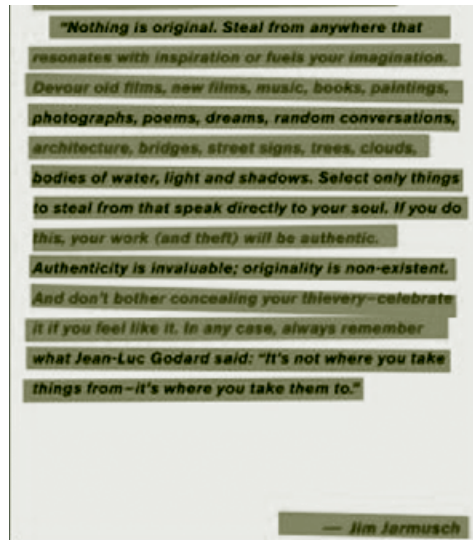 “Nothing is original. Steal from anywhere that
resonates with inspiration or fuels your imagination.
Devour old films, new films, music, books, paintings,
photographs, poems, dreams, random conversations,
architecture, bridges, street signs, trees, clouds,
bodies of water, light and shadows. Select only things
to steal from that speak directly to your soul. If you do
this, your work (and theft) will be authentic.
Authenticity is invaluable; originality is non-existent.
And don’t bother concealing your thievery—celebrate
it if you feel like it. In any case, always remember
what Jean-Luc Godard said: “It’s not where you take
things from—it’s where you take them to.”
— Jim Jarmusch